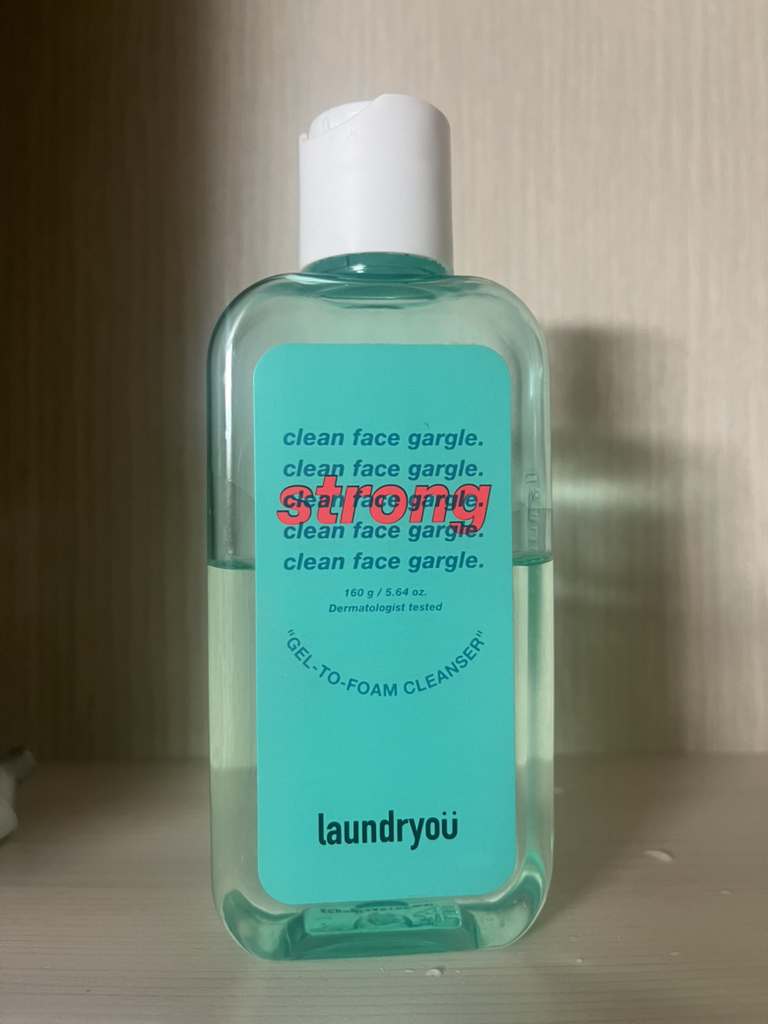 clean face gargle.
clean face gargle.
strong
clean face gargle.
clean face gargle.
clean face gargle.
160 g / 5.64 oz.
Dermatologist tested
"GEL-TO-FOAM CLEANSER"
laundryoü